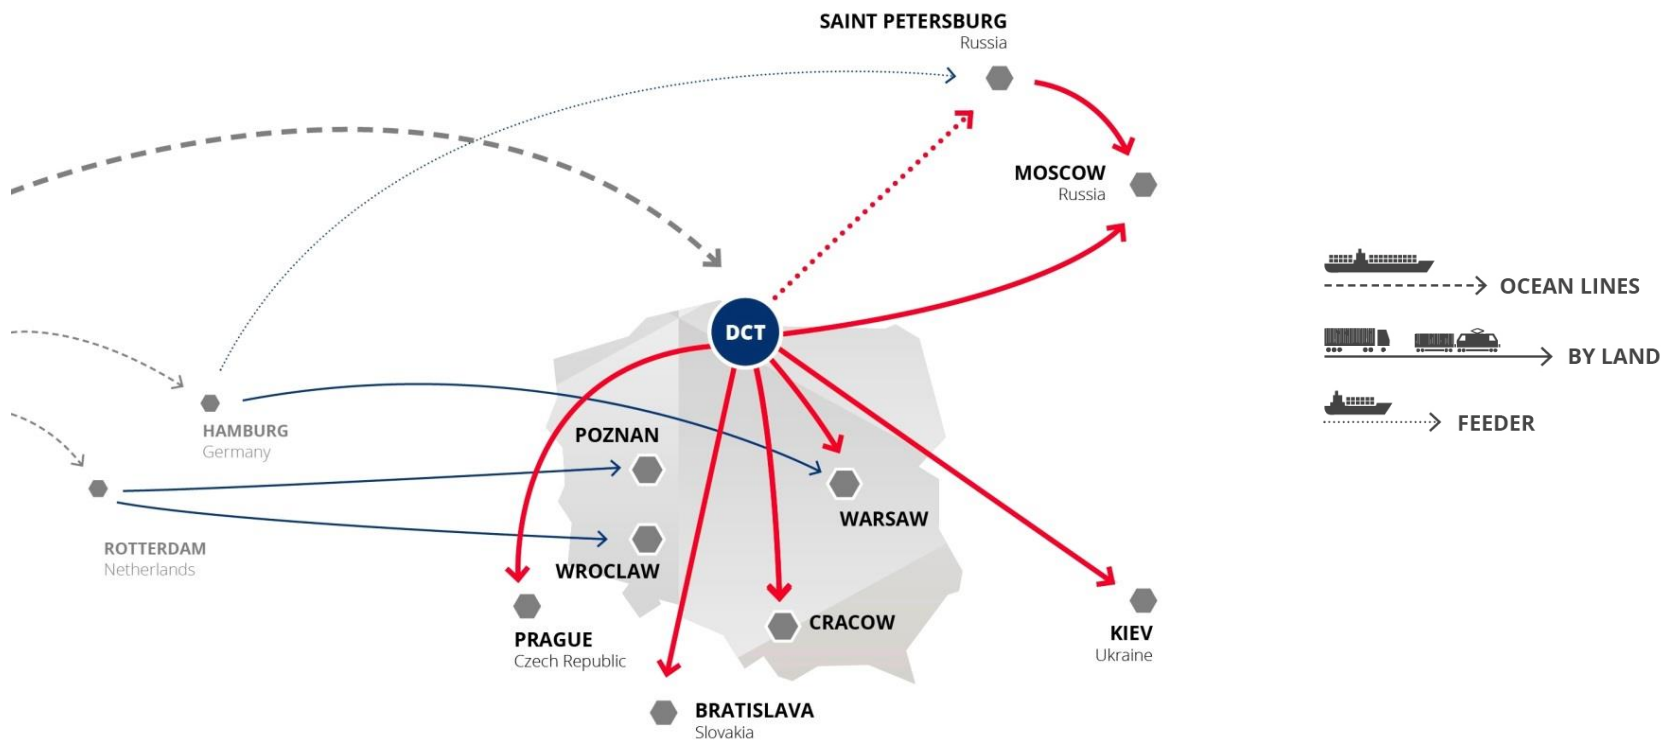 SAINT PETERSBURG
Russia
MOSCOW
Russia
OCEAN LINES
DCT
BY LAND
HAMBURG
Germany
POZNAN
FEEDER
WARSAW
ROTTERDAM
Netherlands
WROCLAW
CRACOW
PRAGUE
Czech Republic
KIEV
Ukraine
BRATISLAVA
Slovakia